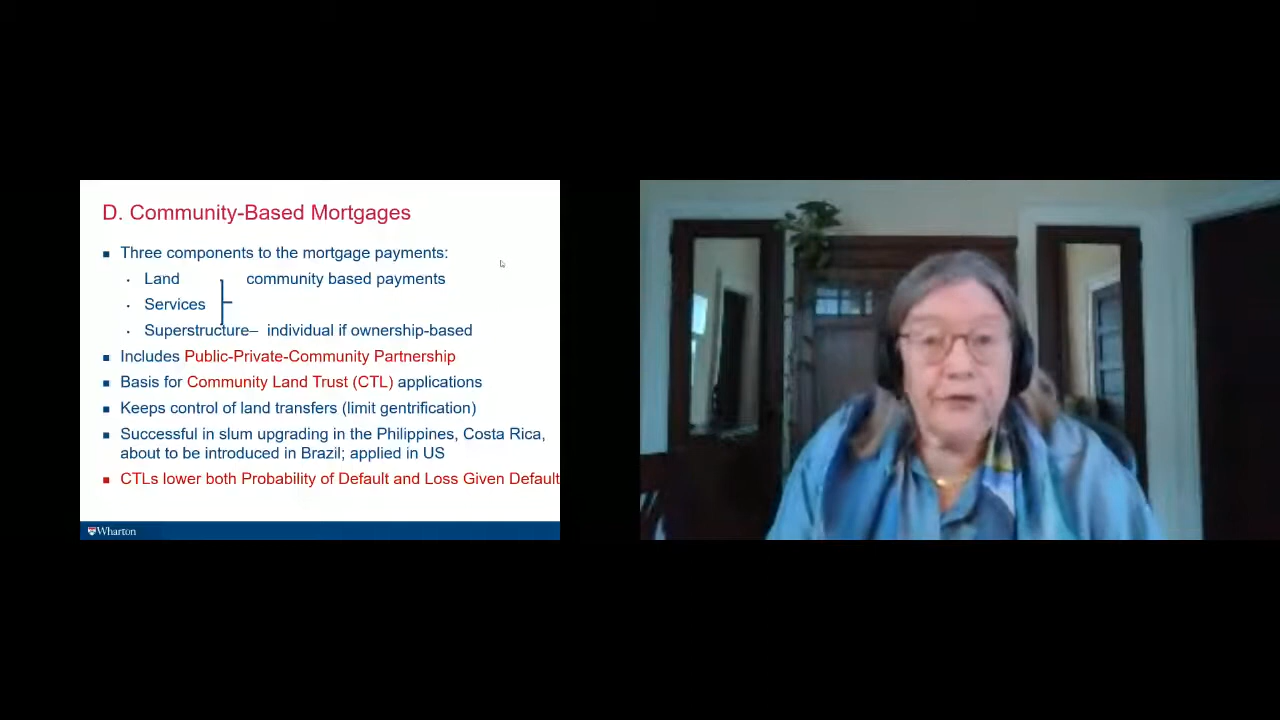 D. Community-Based Mortgages
Three components to the mortgage payments:
Land community based payments
Services
Superstructure– individual if ownership-based
Includes Public-Private-Community Partnership
Basis for Community Land Trust (CTL) applications
Keeps control of land transfers (limit gentrification)
Successful in slum upgrading in the Philippines, Costa Rica,
about to be introduced in Brazil; applied in US
CTLs lower both Probability of Default and Loss Given Default
Wharton